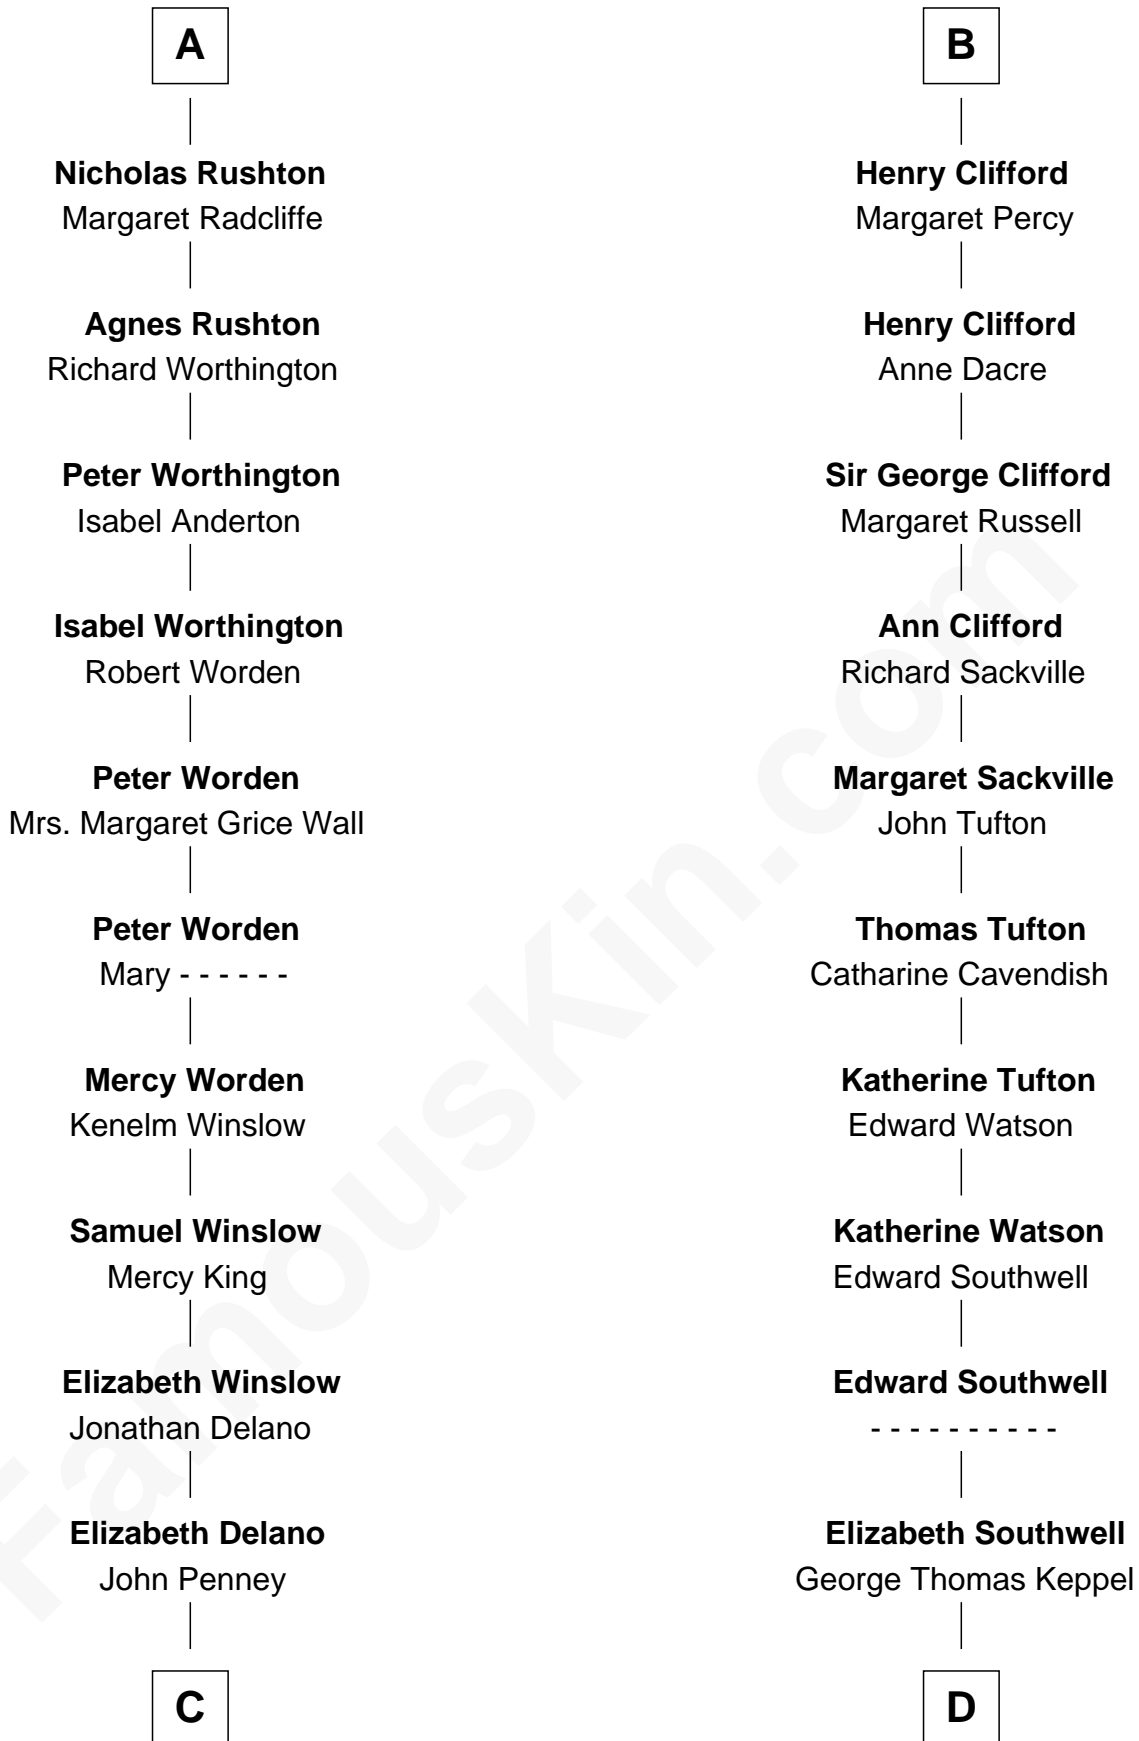 A
Nicholas Rushton
Margaret Radcliffe
Agnes Rushton
Richard Worthington
Peter Worthington
Isabel Anderton
Isabel Worthington
Robert Worden
Peter Worden
Mrs. Margaret Grice Wall
Peter Worden
Mary - - - - - -
Mercy Worden
Kenelm Winslow
Samuel Winslow
Mercy King
Elizabeth Winslow
Jonathan Delano
Elizabeth Delano
John Penney
C
B
Henry Clifford
Margaret Percy
Henry Clifford
Anne Dacre
Sir George Clifford
Margaret Russell
Ann Clifford
Richard Sackville
Margaret Sackville
John Tufton
Thomas Tufton
Catharine Cavendish
Katherine Tufton
Edward Watson
Katherine Watson
Edward Southwell
Edward Southwell
- - - - - - - - - -
Elizabeth Southwell
George Thomas Keppel
D
FamousKin.com